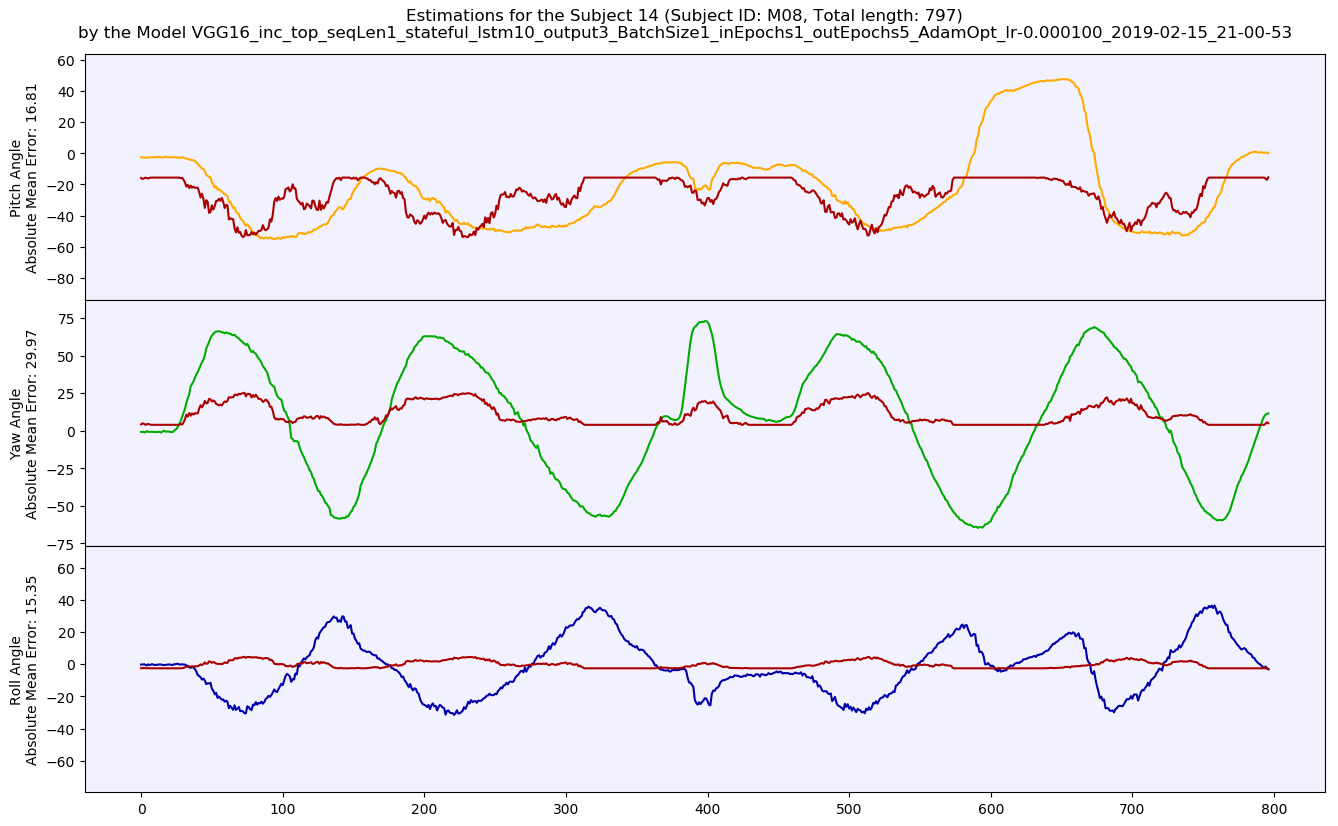 Estimations for the Subject 14 (Subject ID: M08, Total length: 797)
by the Model VGG16_inc_top_seqLen1_stateful_lstm10_output3_BatchSize1_inEpochs1_outEpochs5_AdamOpt_lr-0.000100_2019-02-15_21-00-53
Pitch Angle
Absolute Mean Error: 16.81
60
40
20
0
−20
−40
−60
−80
Yaw Angle
Absolute Mean Error: 29.97
75
50
25
0
−25
−50
−75
Roll Angle
Absolute Mean Error: 15.35
60
40
20
0
−20
−40
−60
0 100 200 300 400 500 600 700 800